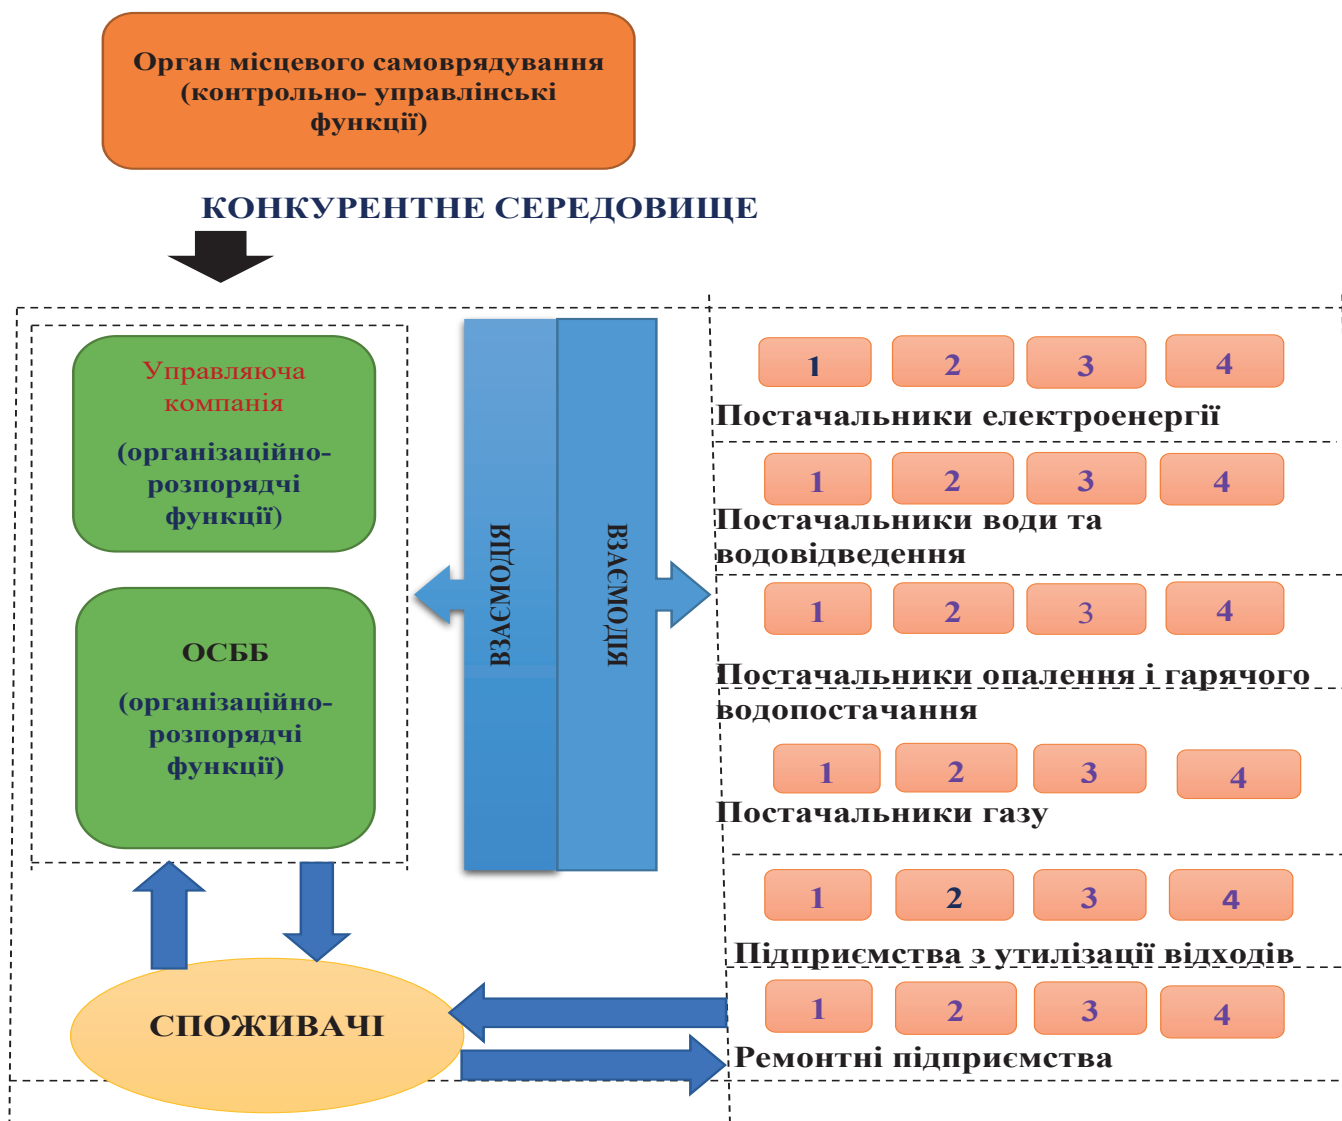 Орган місцевого самоврядування
(контрольно- управлінські
функції)
КОНКУРЕНТНЕ СЕРЕДОВИЩЕ
Управляюча
компанія
(організаційно-
розпорядчі
функції)
ОСББ
(організаційно-
розпорядчі
функції)
СПОЖИВАЧІ
ВЗАЄМОДІЯ
ВЗАЄМОДІЯ
1 2 3 4
Постачальники електроенергії
1 2 3 4
Постачальники води та
водовідведення
1 2 3 4
Постачальники опалення і гарячого
водопостачання
1 2 3 4
Постачальники газу
1 2 3 4
Підприємства з утилізації відходів
1 2 3 4
Ремонтні підприємства